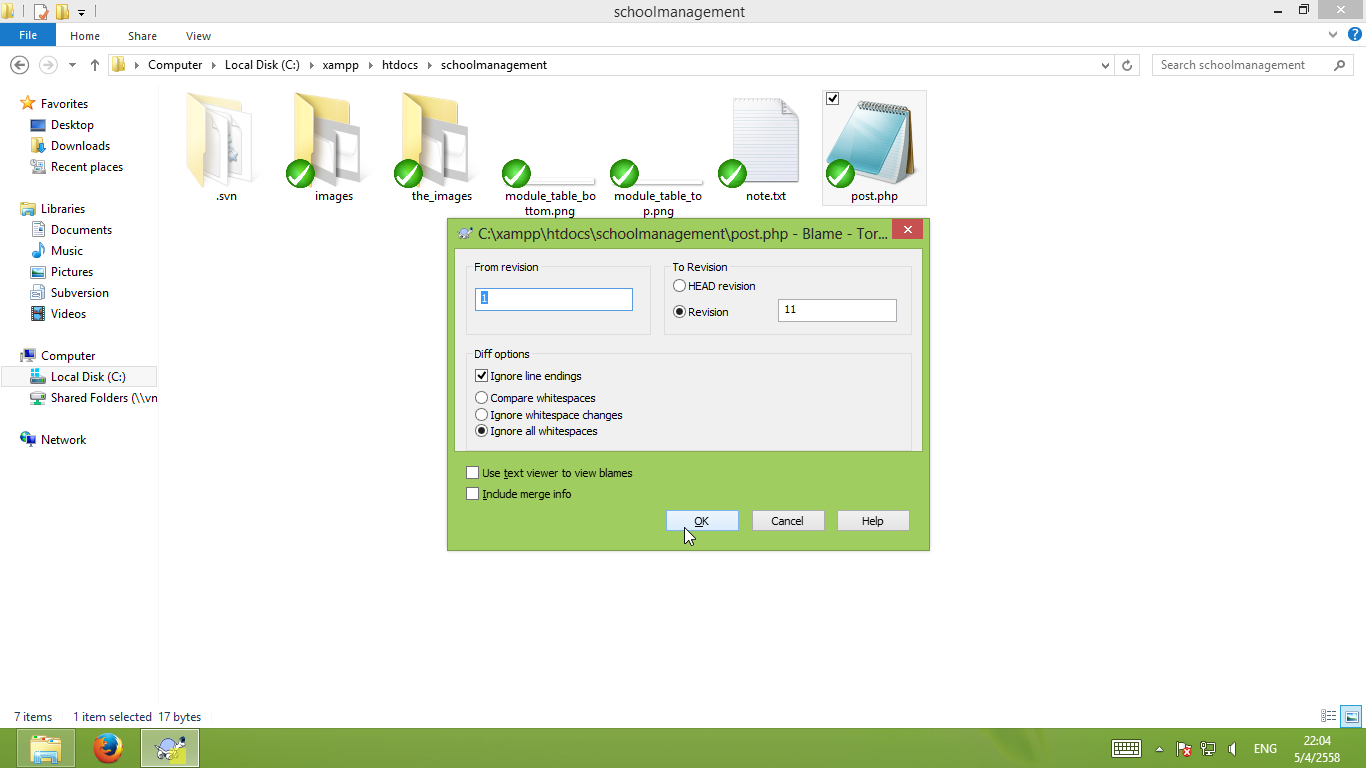 schoolmanagement
File Home Share View
Computer Local Disk (C:) xampp htdocs schoolmanagement
Search schoolmanagement
Favorites
Desktop
Downloads
Recent places
Libraries
Documents
Music
Pictures
Subversion
Videos
Computer
Local Disk (C:)
Shared Folders (\\vn
Network
.svn
images
the_images
module_table_bo
ttom.png
module_table_to
p.png
note.txt
post.php
C:\xampp\htdocs\schoolmanagement\post.php - Blame - Tor...
From revision
1
To Revision
HEAD revision
Revision 11
Diff options
Ignore line endings
Compare whitespaces
Ignore whitespace changes
Ignore all whitespaces
Use text viewer to view blames
Include merge info
OK Cancel Help
7 items 1 item selected 17 bytes
ENG
22:04
5/4/2558